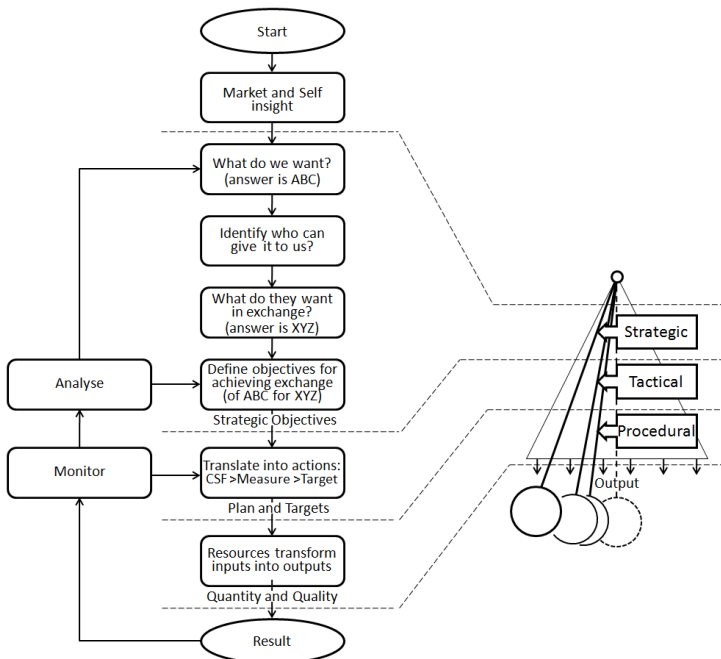 Start
Market and Self
insight
What do we want?
(answer is ABC)
Identify who can
give it to us?
What do they want
in exchange?
(answer is XYZ)
Define objectives for
achieving exchange
(of ABC for XYZ)
Strategic Objectives
Translate into actions:
CSF >Measure >Target
Plan and Targets
Resources transform
inputs into outputs
Quantity and Quality
Result
Analyse
Monitor
Strategic
Tactical
Procedural
Output